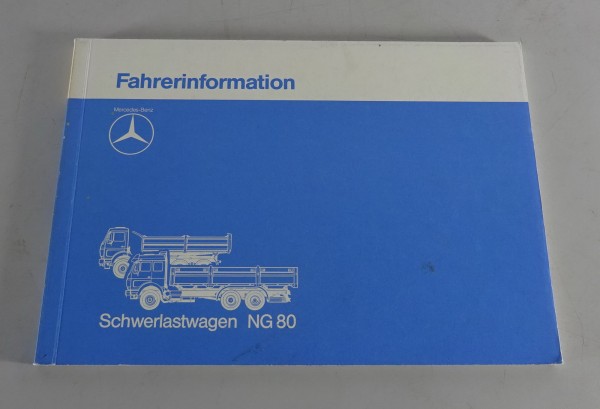 Fahrerinformation
Mercedes-Benz
Schwerlastwagen NG 80